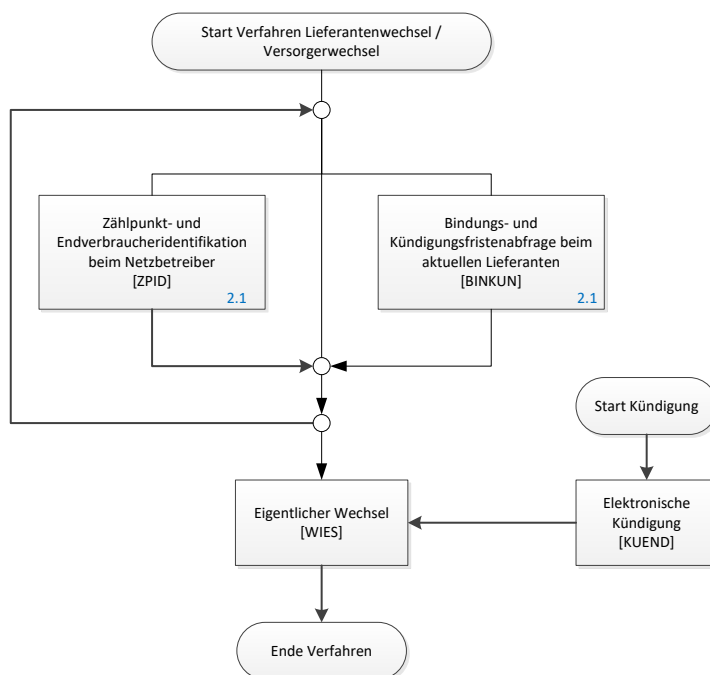 Start Verfahren Lieferantenwechsel /
Versorgerwechsel
Zählpunkt- und
Endverbraucheridentifikation
beim Netzbetreiber
[ZPID]
2.1
Bindungs- und
Kündigungsfristenabfrage beim
aktuellen Lieferanten
[BINKUN]
2.1
Start Kündigung
Eigentlicher Wechsel
[WIES]
Elektronische
Kündigung
[KUEND]
Ende Verfahren